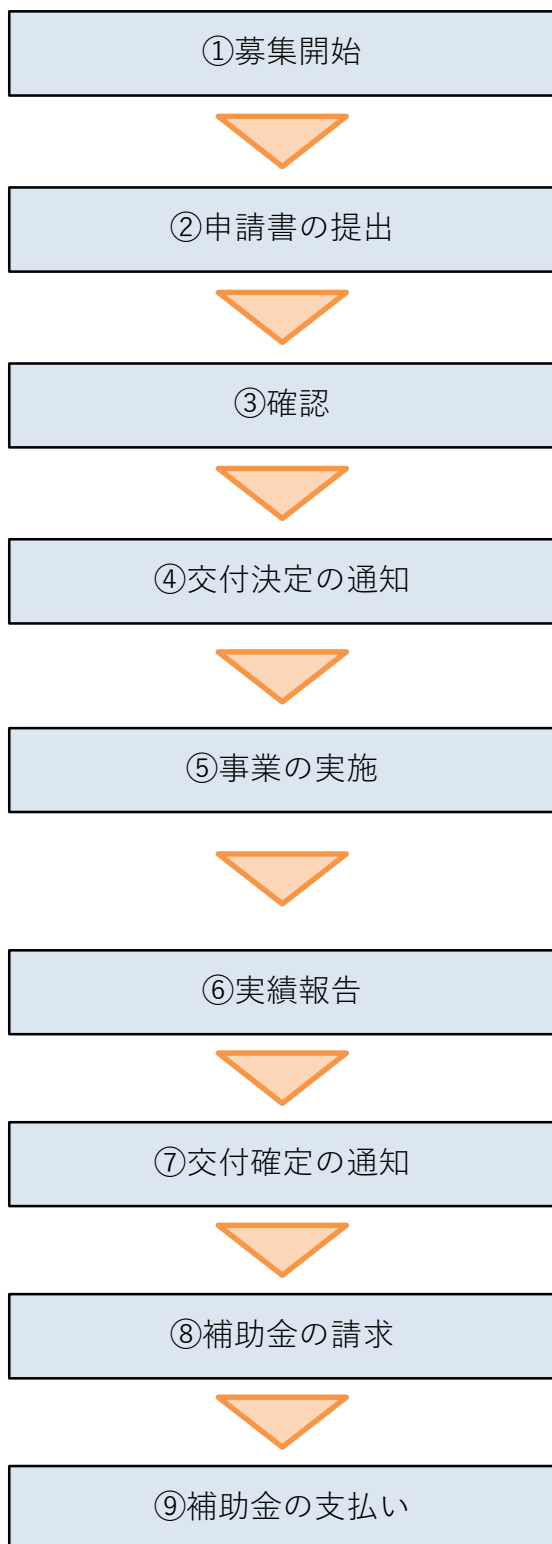 ①募集開始
②申請書の提出
③確認
④交付決定の通知
⑤事業の実施
⑥実績報告
⑦交付確定の通知
⑧補助金の請求
⑨補助金の支払い